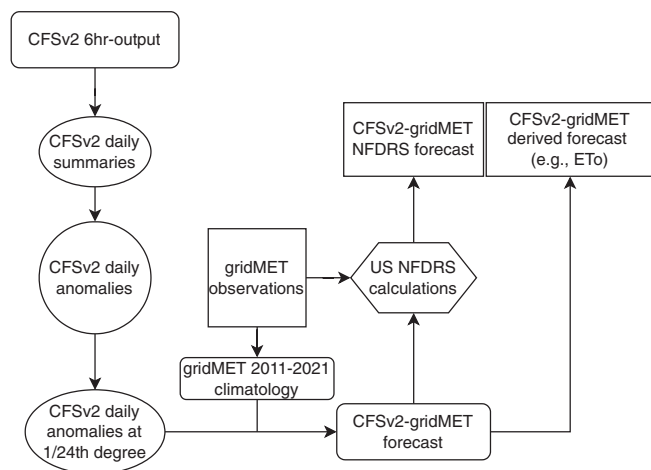 CFSv2 6hr-output
CFSv2 daily
summaries
CFSv2 daily
anomalies
CFSv2 daily
anomalies at
1/24th degree
gridMET
observations
gridMET 2011-2021
climatology
CFSv2-gridMET
NFDRS forecast
CFSv2-gridMET
derived forecast
(e.g., ETo)
US NFDRS
calculations
CFSv2-gridMET
forecast